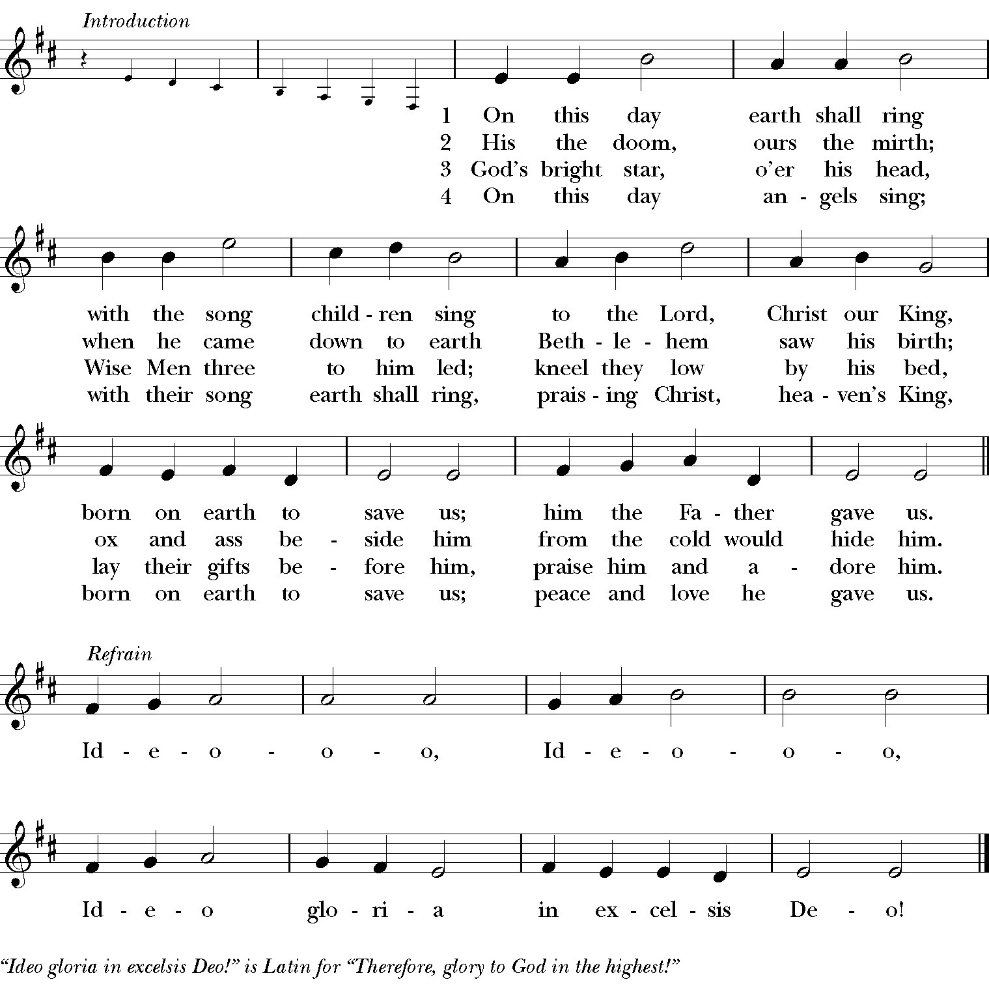 Introduction
1 On this day earth shall ring
2 His the doom, ours the mirth;
3 God's bright star, o'er his head,
4 On this day an - gels sing;
with the song child - ren sing to the Lord, Christ our King,
when he came down to earth Beth - le - hem saw his birth;
Wise Men three to him led; kneel they low by his bed,
with their song earth shall ring, prais - ing Christ, hea - ven's King,
born on earth to save us; him the Fa - ther gave us.
ox and ass be - side him from the cold would hide him.
lay their gifts be - fore him, praise him and a - dore him.
born on earth to save us; peace and love he gave us.
Refrain
Id - e - o - o - o, Id - e - o - o - o,
Id - e - o glo - ri - a in ex - cel - sis De - o!
“Ideo gloria in excelsis Deo!” is Latin for “Therefore, glory to God in the highest!”